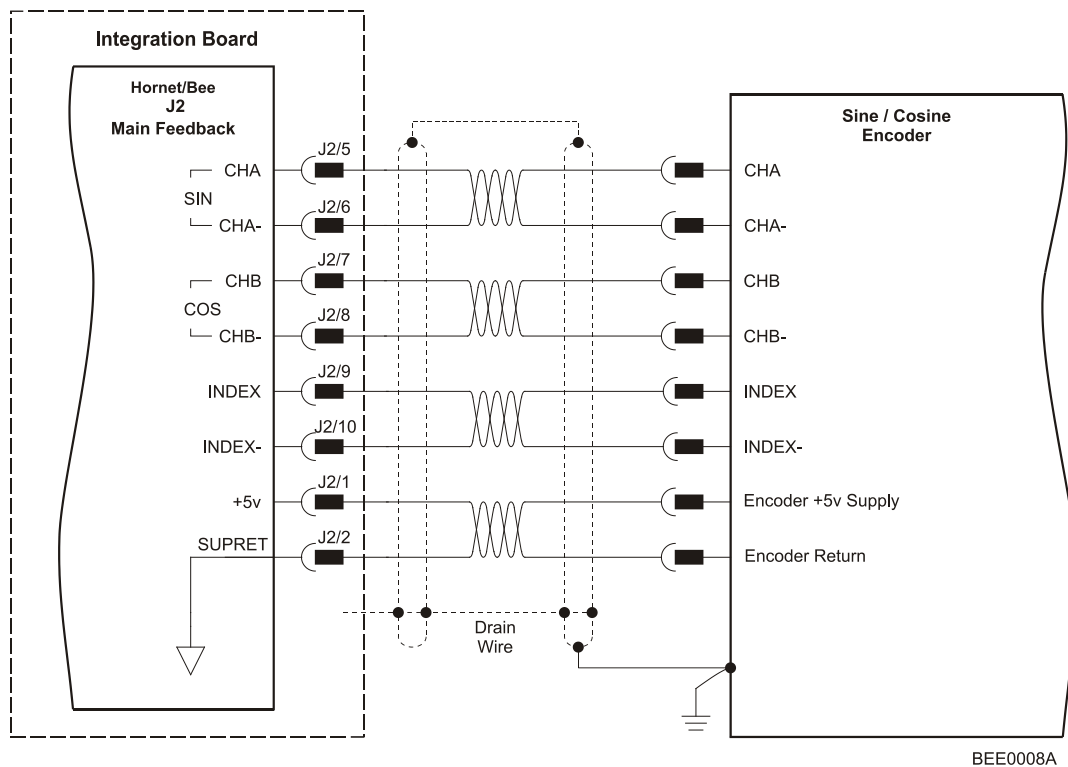 Integration Board
Hornet/Bee
J2
Main Feedback
Sine / Cosine
Encoder
CHA
J2/5
CHA
SIN
CHA-
J2/6
CHA-
CHB
J2/7
CHB
COS
CHB-
J2/8
CHB-
INDEX
J2/9
INDEX
INDEX-
J2/10
INDEX-
+5v
J2/1
Encoder +5v Supply
SUPRET
J2/2
Encoder Return
Drain
Wire
BEE0008A